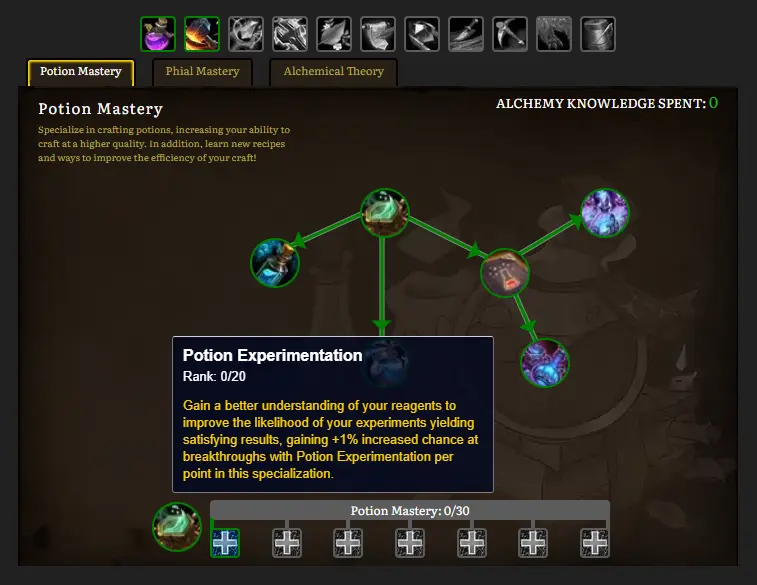 Potion Mastery
Phial Mastery
Alchemical Theory
Potion Mastery
ALCHEMY KNOWLEDGE SPENT: 0
Specialize in crafting potions, increasing your ability to
craft at a higher quality. In addition, learn new recipes
and ways to improve the efficiency of your craft!
Potion Experimentation
Rank: 0/20
Gain a better understanding of your reagents to
improve the likelihood of your experiments yielding
satisfying results, gaining +1% increased chance at
breakthroughs with Potion Experimentation per
point in this specialization.
Potion Mastery: 0/30